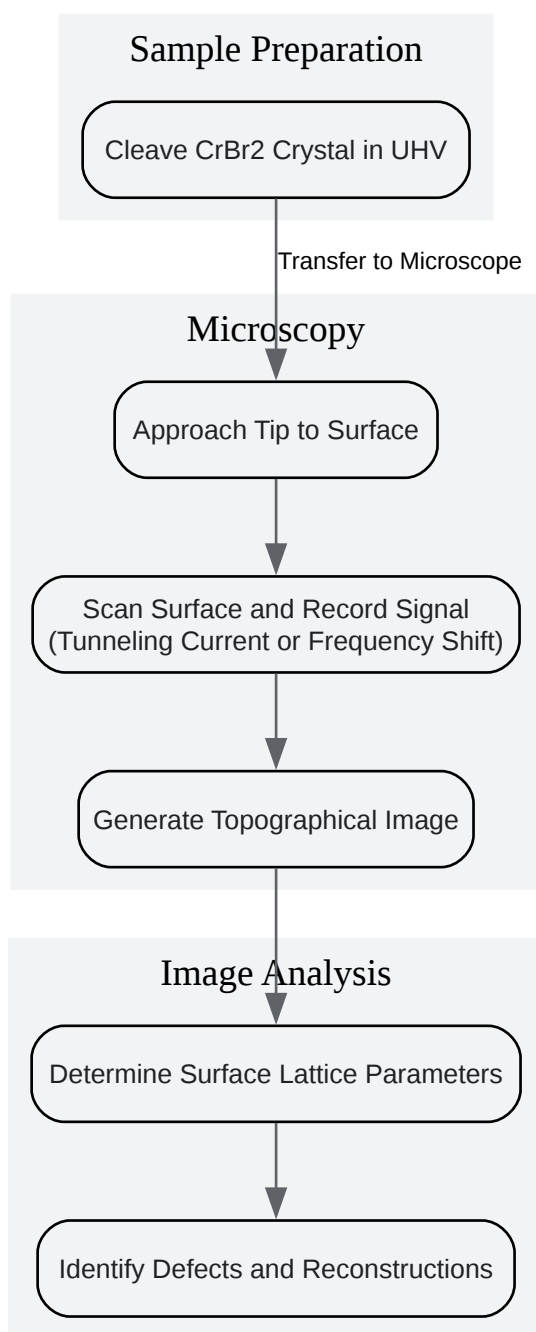 Sample Preparation
Cleave CrBr2 Crystal in UHV
Transfer to Microscope
Microscopy
Approach Tip to Surface
Scan Surface and Record Signal
(Tunneling Current or Frequency Shift)
Generate Topographical Image
Image Analysis
Determine Surface Lattice Parameters
Identify Defects and Reconstructions